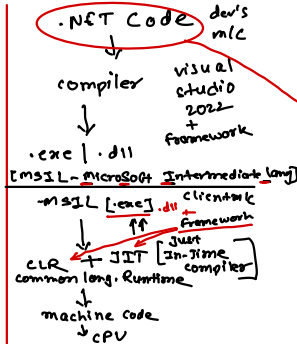 .NET Code dev's m/c
compiler visual studio 2022 + framework
.exe | .dll
[MSIL - Microsoft Intermediate lang]
MSIL [.exe] .dll + framework
CLR + JIT [Just In-Time compiler]
common lang. Runtime
machine code
CPU